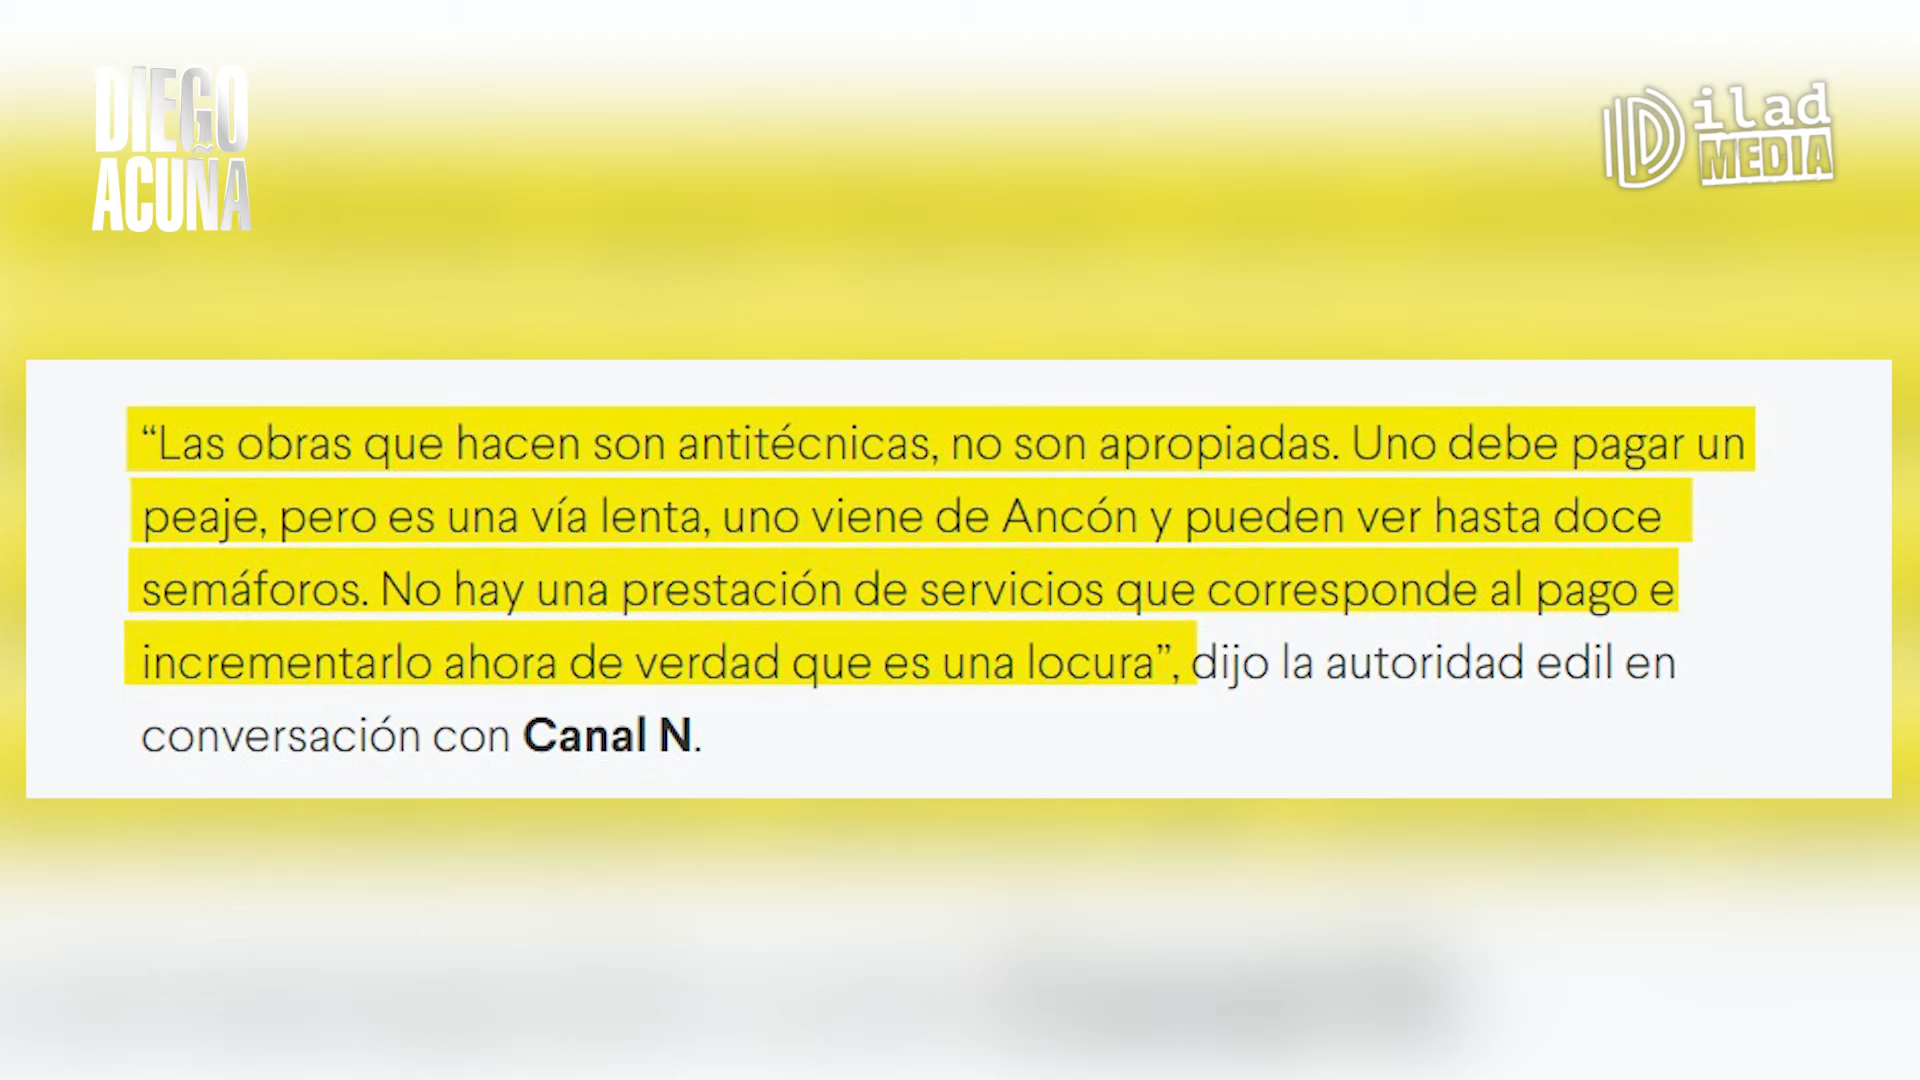 DIEGO
ACUÑA
ilad
MEDIA
“Las obras que hacen son antitécnicas, no son apropiadas. Uno debe pagar un
peaje, pero es una vía lenta, uno viene de Ancón y pueden ver hasta doce
semáforos. No hay una prestación de servicios que corresponde al pago e
incrementarlo ahora de verdad que es una locura”, dijo la autoridad edil en
conversación con Canal N.